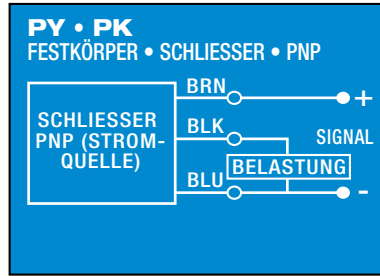 PY • PK
FESTKÖRPER • SCHLIESSER • PNP
BRN
+
SCHLIESSER
PNP (STROM-
QUELLE)
BLK
SIGNAL
BELASTUNG
BLU
-